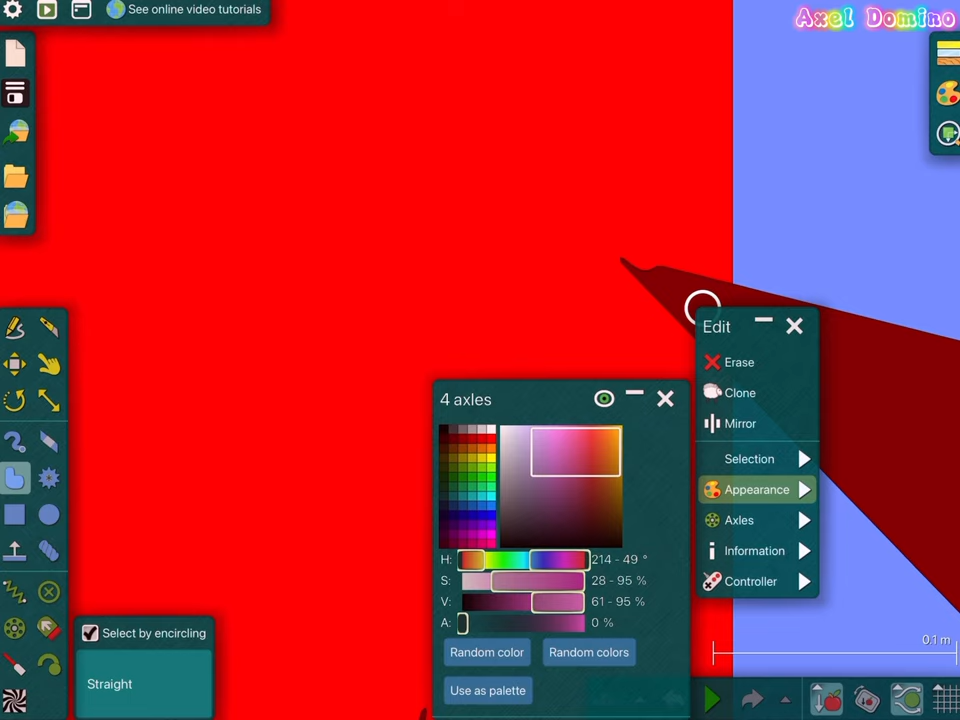 See online video tutorials
Axel Domino
Edit
Erase
Clone
Mirror
Selection
Appearance
Axles
Information
Controller
4 axles
H: 214 - 49 °
S: 28 - 95 %
V: 61 - 95 %
A: 0 %
Random color
Random colors
Use as palette
Select by encircling
Straight
0.1 m